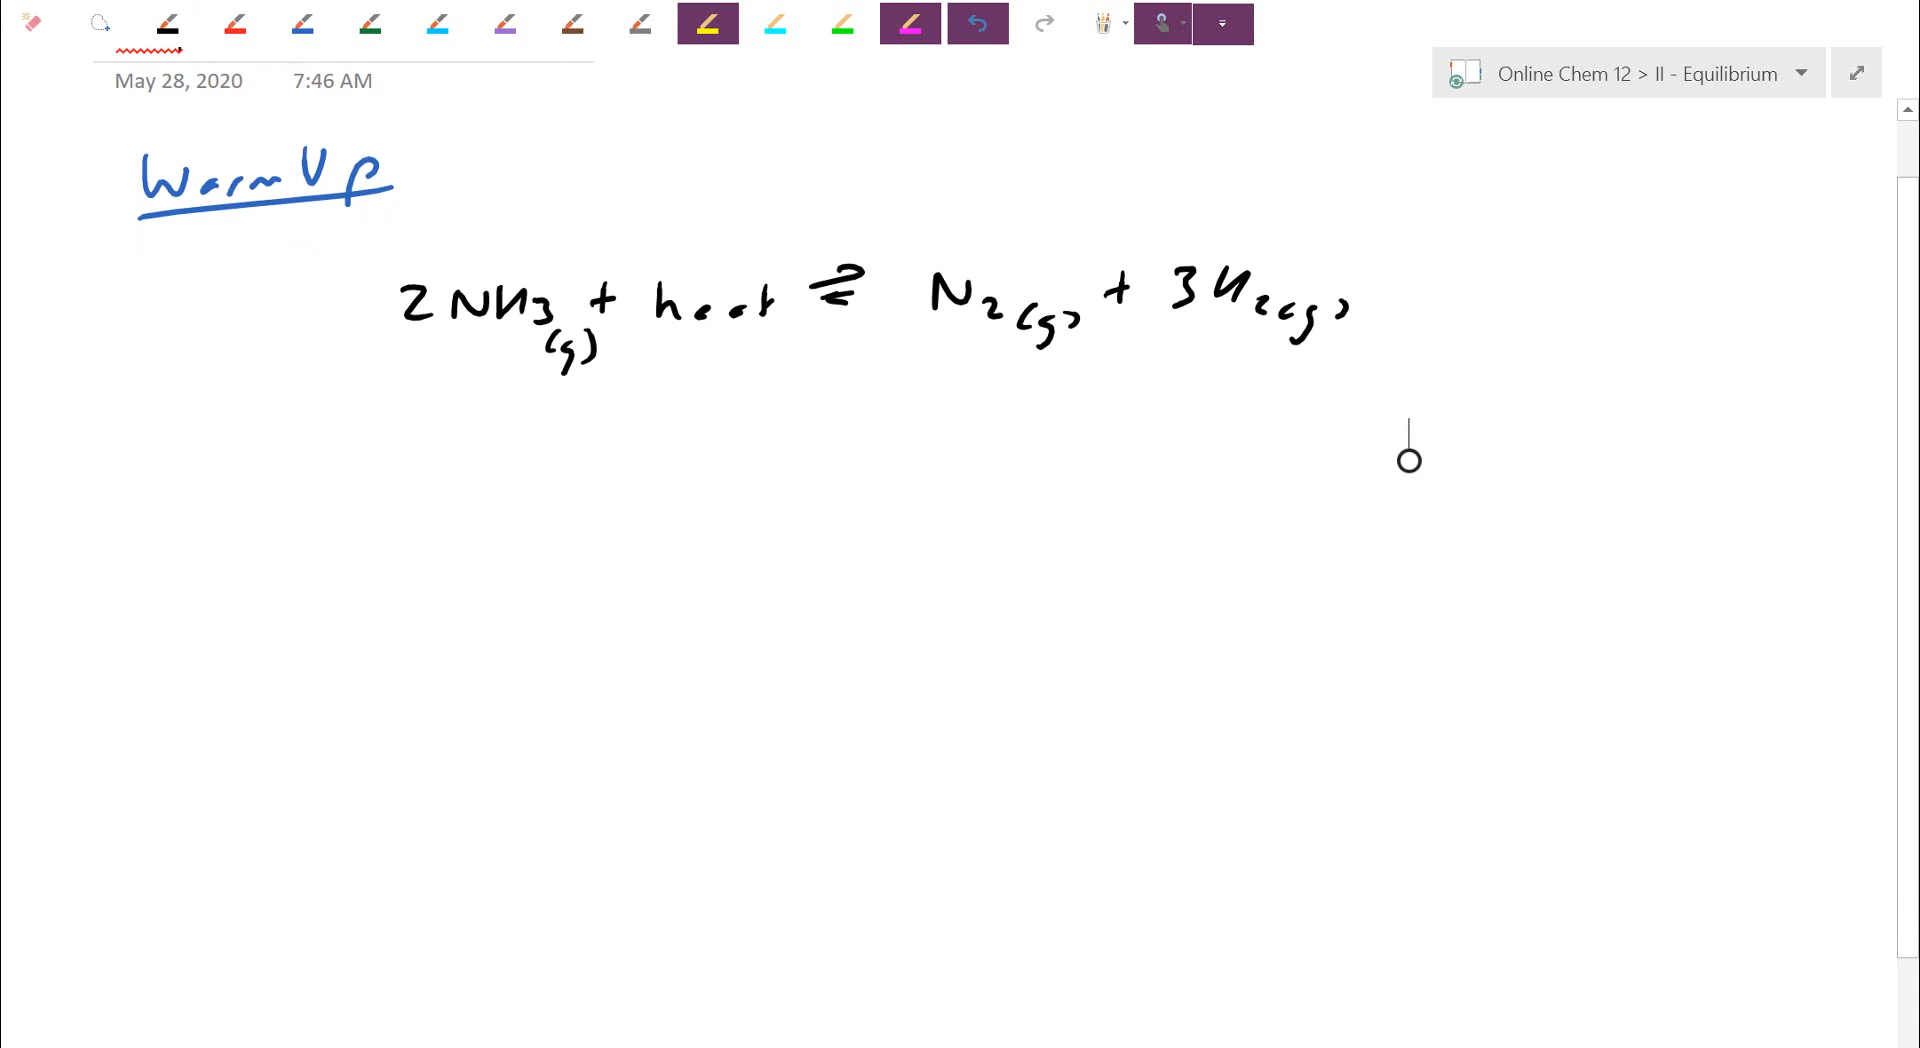 May 28, 2020 7:46 AM
Online Chem 12 > II - Equilibrium
Warm Up
2NH₃(g) + heat ⇌ N₂(g) + 3H₂(g)